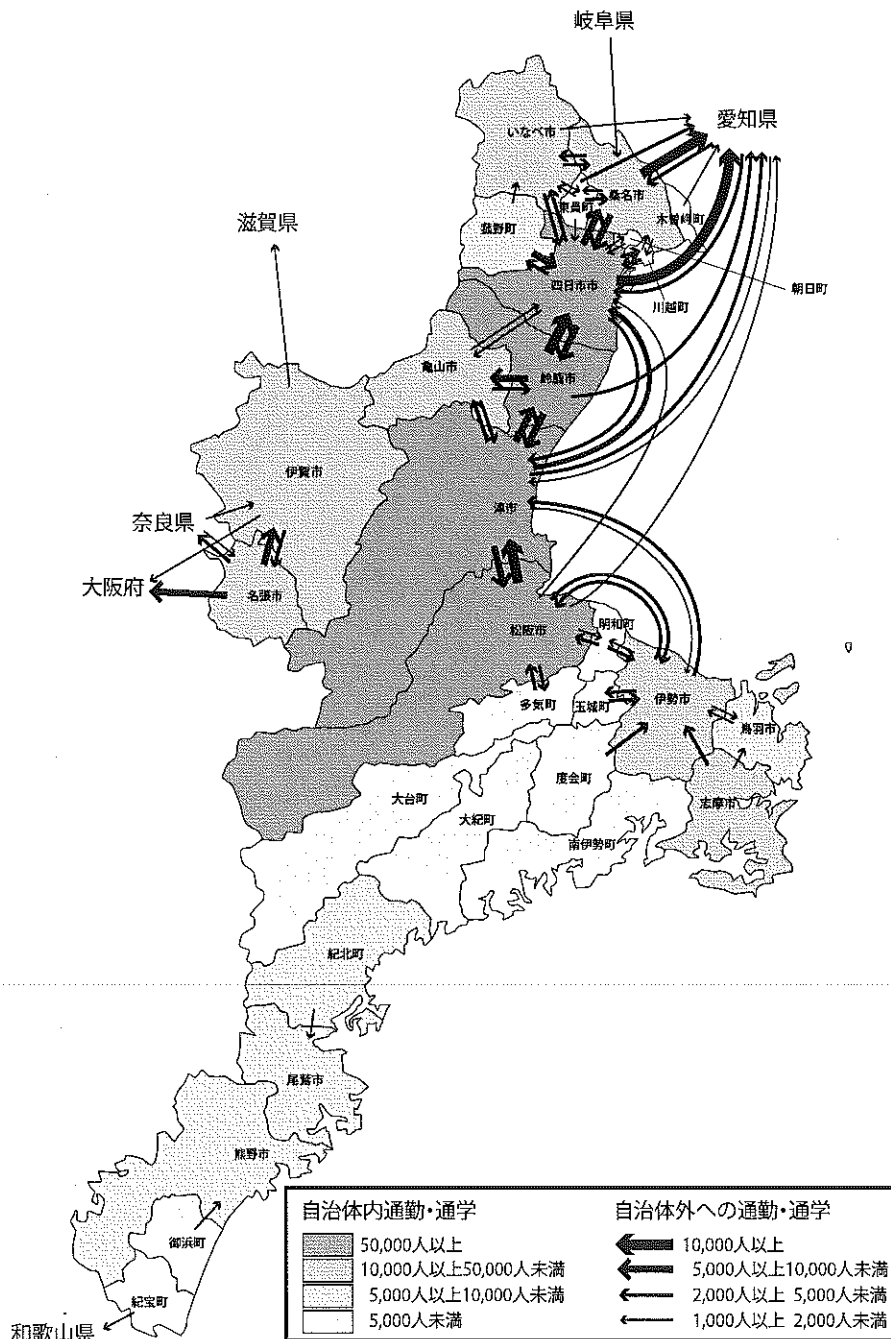 岐阜県
愛知県
いなべ市
桑名市
東員町
木曽岬町
滋賀県
菰野町
朝日町
川越町
四日市市
亀山市
鈴鹿市
伊賀市
津市
奈良県
大阪府
名張市
松阪市
明和町
伊勢市
多気町
玉城町
鳥羽市
度会町
志摩市
大台町
大紀町
南伊勢町
紀北町
尾鷲市
熊野市
御浜町
紀宝町
和歌山県
自治体内通勤・通学
50,000人以上
10,000人以上50,000人未満
5,000人以上10,000人未満
5,000人未満
自治体外への通勤・通学
10,000人以上
5,000人以上10,000人未満
2,000人以上 5,000人未満
1,000人以上 2,000人未満